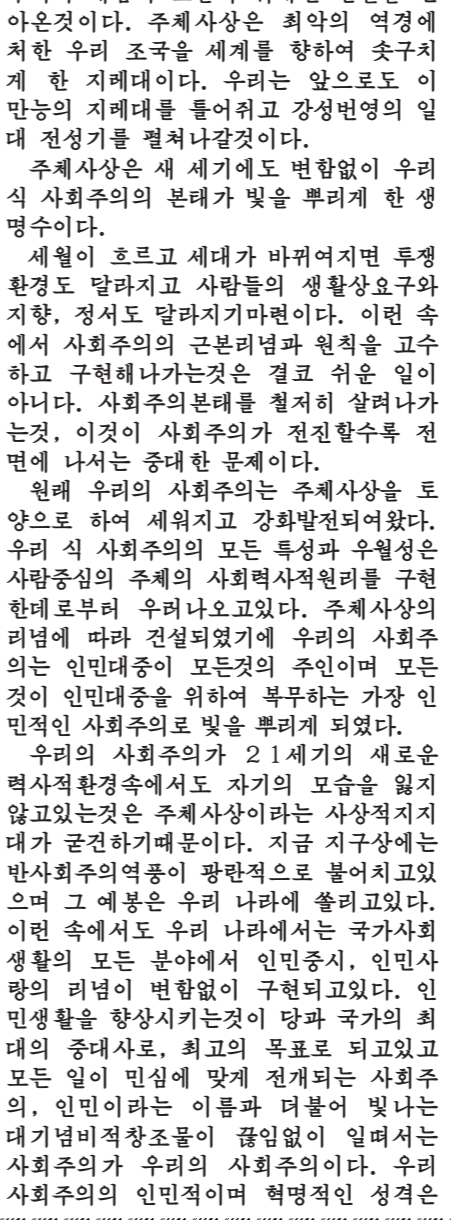 아온것이다. 주체사상은 최악의 역경에
처한 우리 조국을 세계를 향하여 솟구치
게 한 지레대이다. 우리는 앞으로도 이
만능의 지레대를 틀어쥐고 강성번영의 일
대 전성기를 펼쳐나갈것이다.
주체사상은 새 세기에도 변함없이 우리
식 사회주의의 본태가 빛을 뿌리게 한 생
명수이다.
세월이 흐르고 세대가 바뀌여지면 투쟁
환경도 달라지고 사람들의 생활상요구와
지향, 정서도 달라지기마련이다. 이런 속
에서 사회주의의 근본리념과 원칙을 고수
하고 구현해나가는것은 결코 쉬운 일이
아니다. 사회주의본태를 철저히 살려나가
는것, 이것이 사회주의가 전진할수록 전
면에 나서는 중대한 문제이다.
원래 우리의 사회주의는 주체사상을 토
양으로 하여 세워지고 강화발전되여왔다.
우리 식 사회주의의 모든 특성과 우월성은
사람중심의 주체의 사회력사적원리를 구현
한데로부터 우러나오고있다. 주체사상의
리념에 따라 건설되였기에 우리의 사회주
의는 인민대중이 모든것의 주인이며 모든
것이 인민대중을 위하여 복무하는 가장 인
민적인 사회주의로 빛을 뿌리게 되였다.
우리의 사회주의가 21세기의 새로운
력사적환경속에서도 자기의 모습을 잃지
않고있는것은 주체사상이라는 사상적지지
대가 굳건하기때문이다. 지금 지구상에는
반사회주의역풍이 광란적으로 불어치고있
으며 그 예봉은 우리 나라에 쏠리고있다.
이런 속에서도 우리 나라에서는 국가사회
생활의 모든 분야에서 인민중시, 인민사
랑의 리념이 변함없이 구현되고있다. 인
민생활을 향상시키는것이 당과 국가의 최
대의 중대사로, 최고의 목표로 되고있고
모든 일이 민심에 맞게 전개되는 사회주
의, 인민이라는 이름과 더불어 빛나는
대기념비적창조물이 끊임없이 일떠서는
사회주의가 우리의 사회주의이다. 우리
사회주의의 인민적이며 혁명적인 성격은